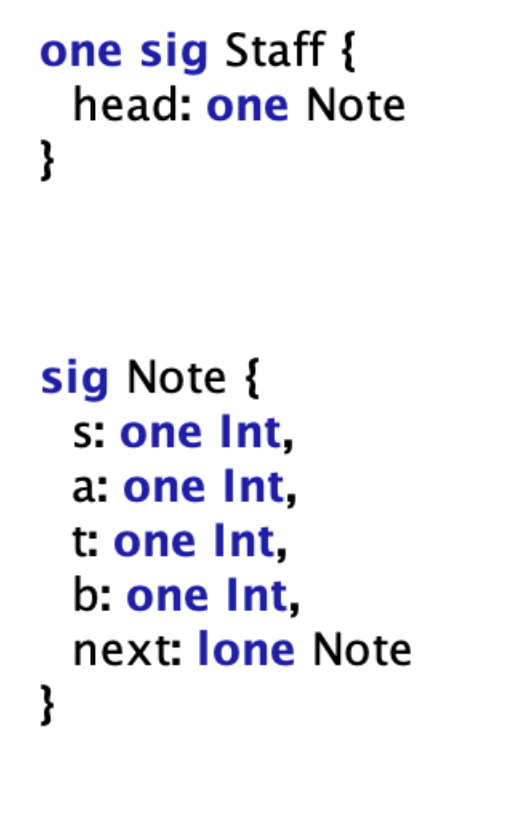 one sig Staff {
head: one Note
}
sig Note {
s: one Int,
a: one Int,
t: one Int,
b: one Int,
next: lone Note
}